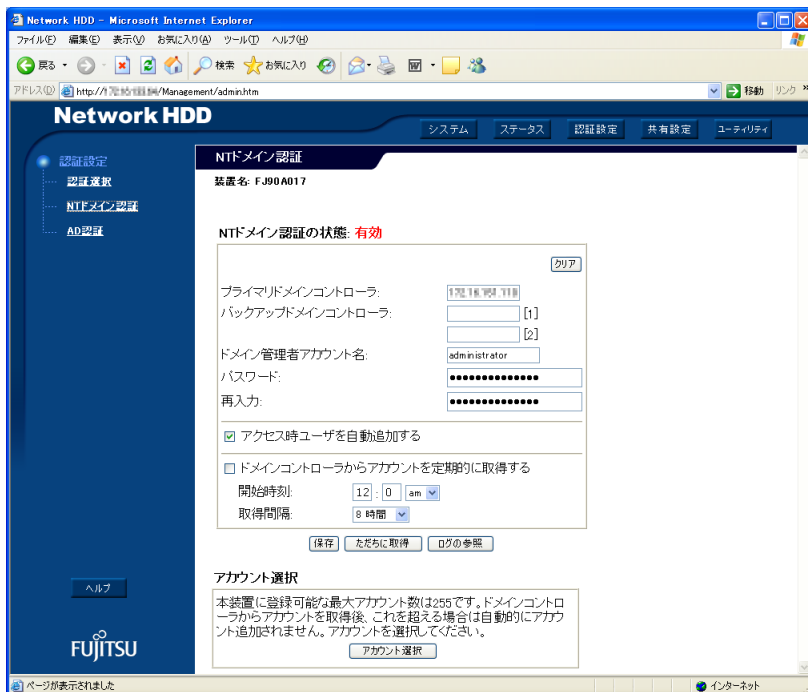 Network HDD - Microsoft Internet Explorer
ファイル(F) 編集(E) 表示(V) お気に入り(A) ツール(T) ヘルプ(H)
戻る 検索 お気に入り
アドレス(D) http:// /Management/admin.htm 移動 リンク »
Network HDD
システム ステータス 認証設定 共有設定 ユーティリティ
認証設定
認証選択
NTドメイン認証
AD認証
NTドメイン認証
装置名: FJ90A017
NTドメイン認証の状態: 有効
クリア
プライマリドメインコントローラ:
バックアップドメインコントローラ: [1]
[2]
ドメイン管理者アカウント名: administrator
パスワード: ●●●●●●●●●●●●●●
再入力: ●●●●●●●●●●●●●●
アクセス時ユーザを自動追加する
ドメインコントローラからアカウントを定期的に取得する
開始時刻: 12 : 0 am
取得間隔: 8 時間
保存 ただちに取得 ログの参照
アカウント選択
本装置に登録可能な最大アカウント数は255です。ドメインコントロ
ーラからアカウントを取得後、これを超える場合は自動的にアカウ
ント追加されません。アカウントを選択してください。
アカウント選択
ヘルプ
FUJITSU
ページが表示されました インターネット